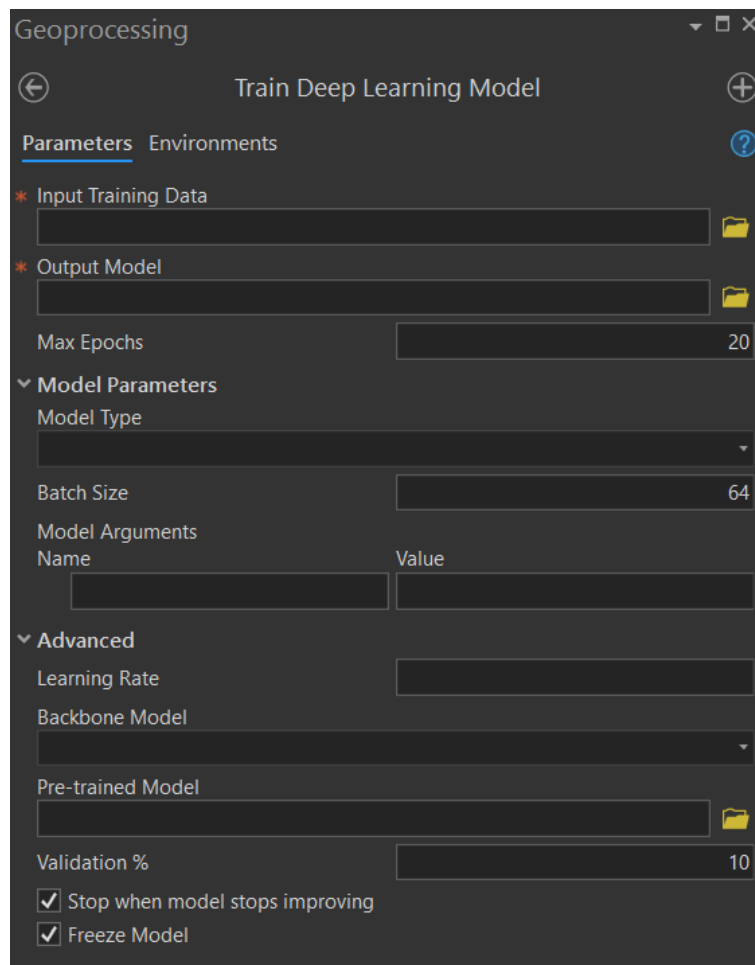 Geoprocessing
Train Deep Learning Model
Parameters Environments
* Input Training Data
* Output Model
Max Epochs 20
Model Parameters
Model Type
Batch Size 64
Model Arguments
Name Value
Advanced
Learning Rate
Backbone Model
Pre-trained Model
Validation % 10
Stop when model stops improving
Freeze Model